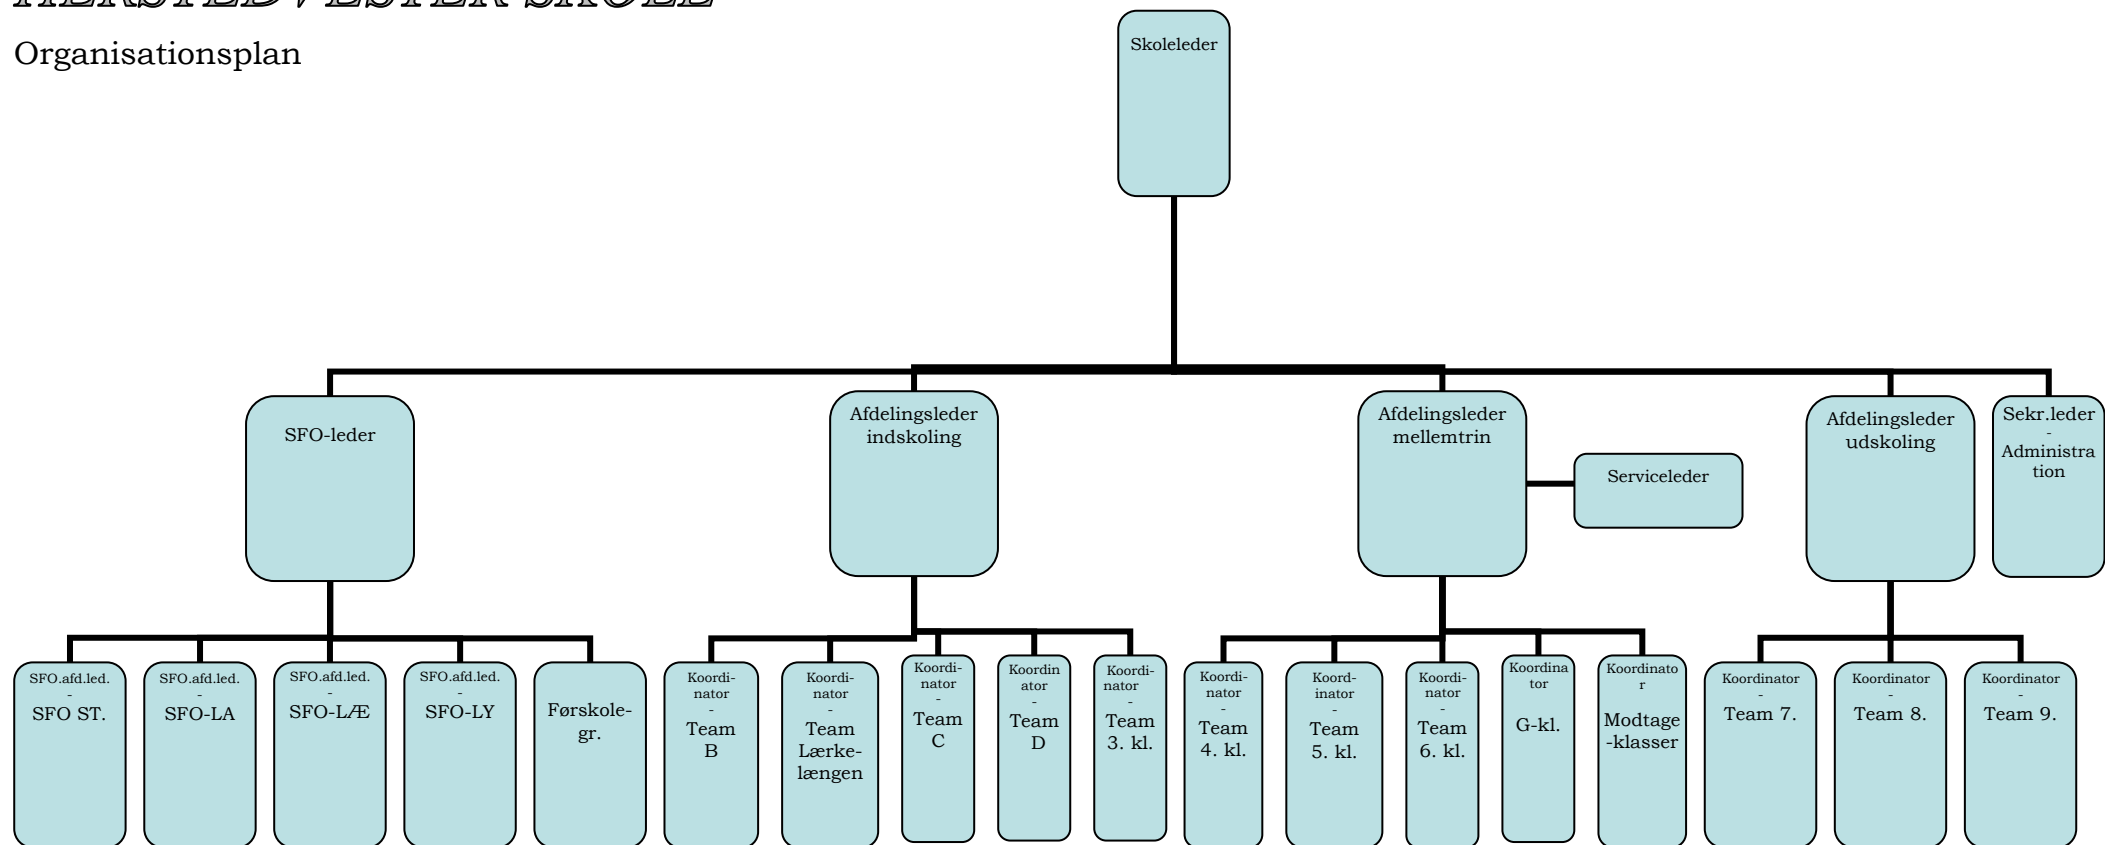 HERSTEDVESTER SKOLE
Organisationsplan
Skoleleder
SFO-leder
Afdelingsleder
indskoling
Afdelingsleder
mellemtrin
Serviceleder
Afdelingsleder
udskoling
Sekr.leder
-
Administra
tion
SFO.afd.led.
-
SFO ST.
SFO.afd.led.
-
SFO-LA
SFO.afd.led.
-
SFO-LÆ
SFO.afd.led.
-
SFO-LY
Førskole-
gr.
Koordi-
nator
-
Team
B
Koordi-
nator
-
Team
Lærke-
længen
Koordi-
nator
-
Team
C
Koordin
ator
-
Team
D
Koordi-
nator
-
Team
3. kl.
Koordi-
nator
-
Team
4. kl.
Koord-
inator
-
Team
5. kl.
Koordi-
nator
-
Team
6. kl.
Koordina
tor
G-kl.
Koordinato
r
Modtage
-klasser
Koordinator
-
Team 7.
Koordinator
-
Team 8.
Koordinator
-
Team 9.